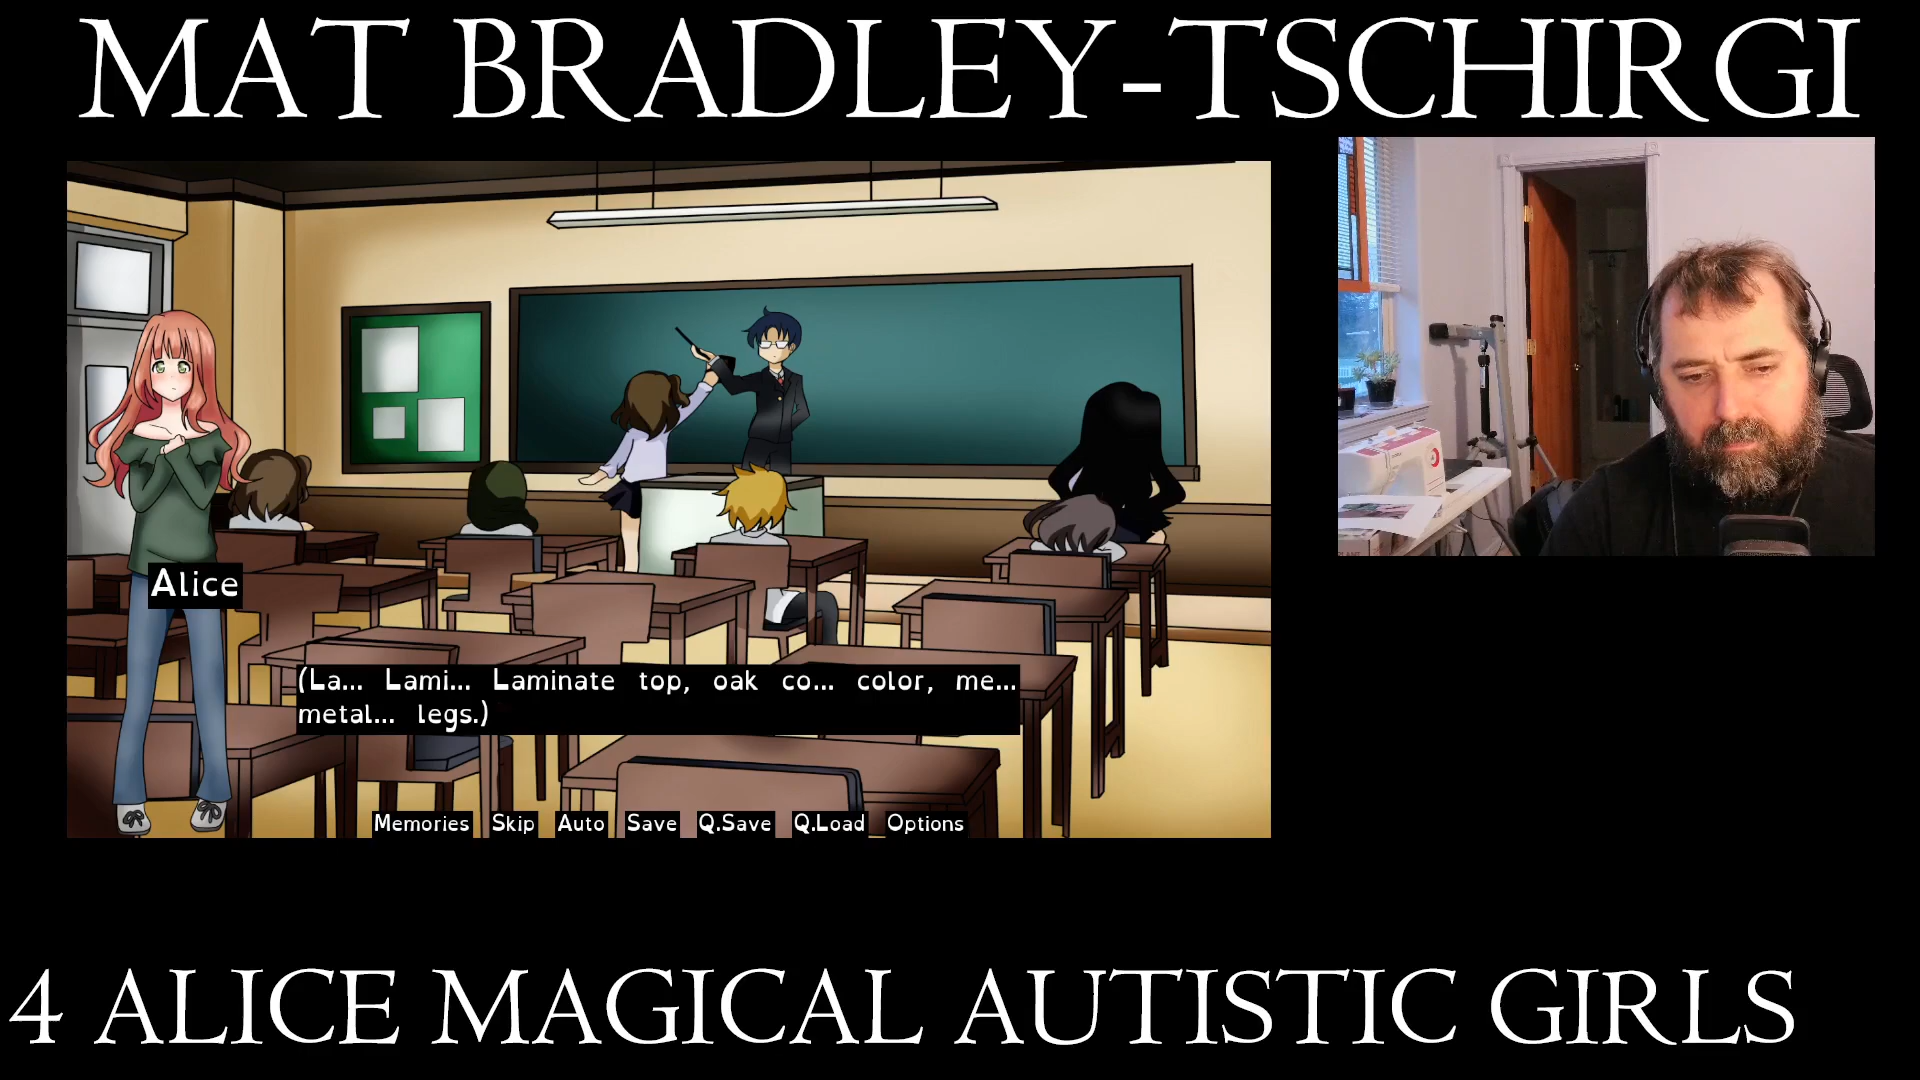 MAT BRADLEY-TSCHIRGI
Alice
(La... Lami... Laminate top, oak co... color, me...
metal... legs.)
Memories Skip Auto Save Q.Save Q.Load Options
4 ALICE MAGICAL AUTISTIC GIRLS